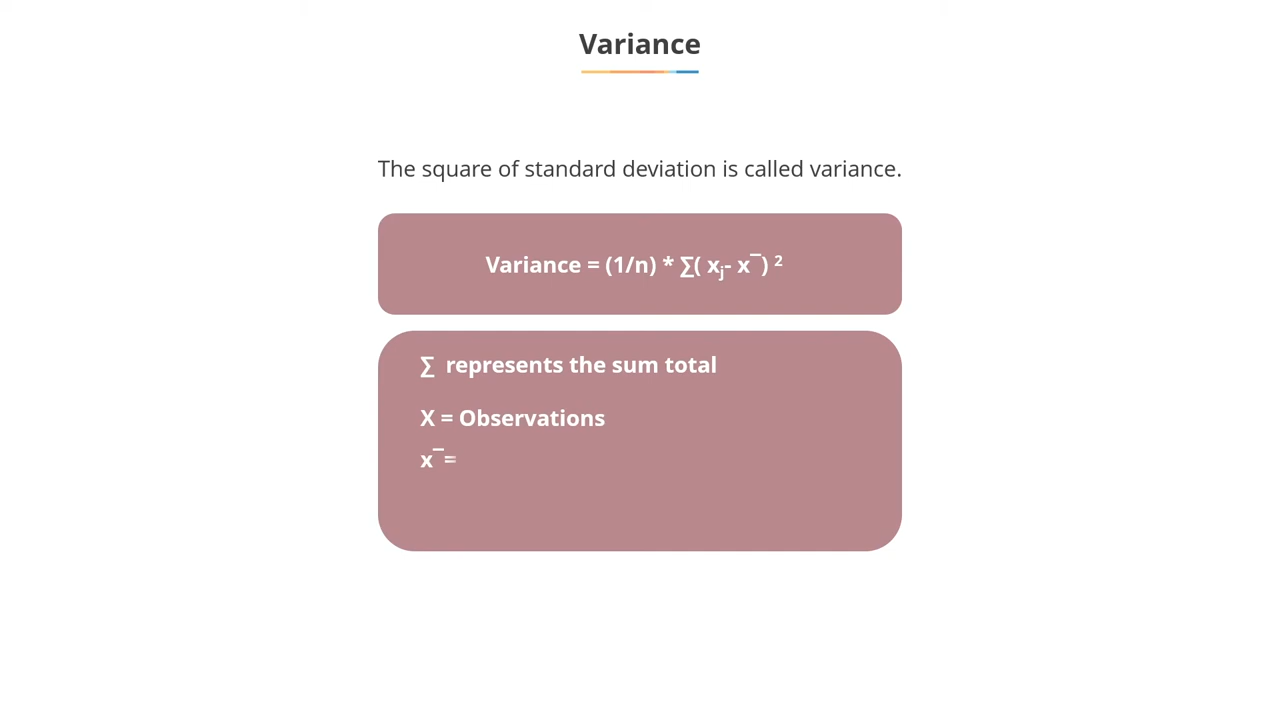 Variance
The square of standard deviation is called variance.
Variance = (1/n) * ∑( xⱼ- x¯) ²
∑ represents the sum total
X = Observations
x¯=